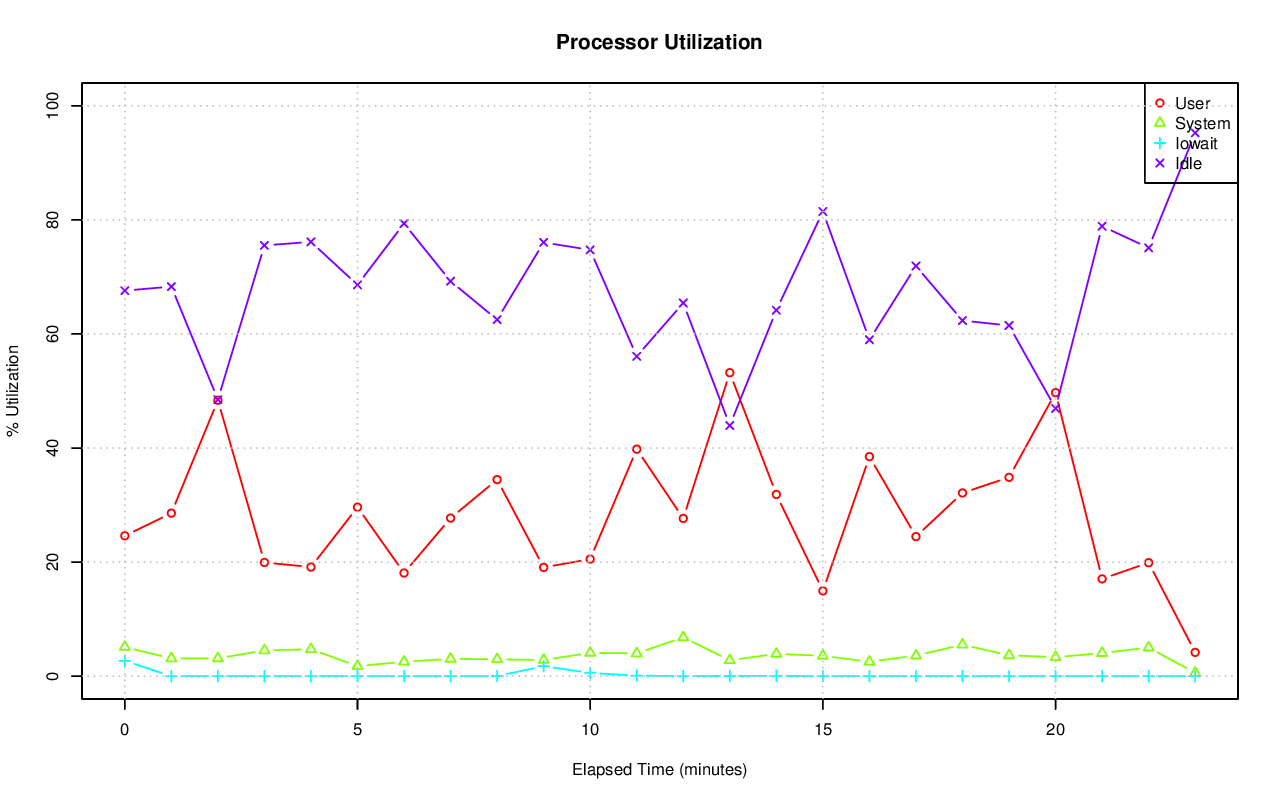 Processor Utilization
100
80
60
40
20
0
% Utilization
User
System
Iowait
Idle
0 5 10 15 20
Elapsed Time (minutes)